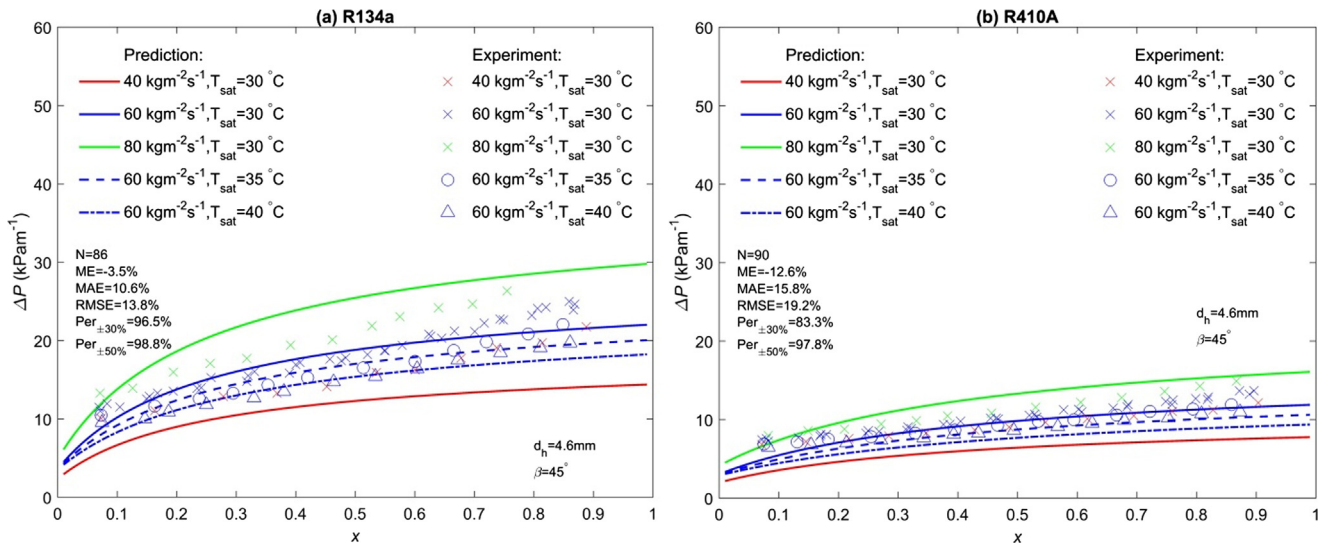 (a) R134a
60
50
40
30
20
10
0
ΔP (kPam⁻¹)
Prediction:
40 kgm⁻²s⁻¹,T_sat=30 °C
60 kgm⁻²s⁻¹,T_sat=30 °C
80 kgm⁻²s⁻¹,T_sat=30 °C
60 kgm⁻²s⁻¹,T_sat=35 °C
60 kgm⁻²s⁻¹,T_sat=40 °C
Experiment:
40 kgm⁻²s⁻¹,T_sat=30 °C
60 kgm⁻²s⁻¹,T_sat=30 °C
80 kgm⁻²s⁻¹,T_sat=30 °C
60 kgm⁻²s⁻¹,T_sat=35 °C
60 kgm⁻²s⁻¹,T_sat=40 °C
N=86
ME=-3.5%
MAE=10.6%
RMSE=13.8%
Per_±30%=96.5%
Per_±50%=98.8%
d_h=4.6mm
β=45°
0 0.1 0.2 0.3 0.4 0.5 0.6 0.7 0.8 0.9 1
x
(b) R410A
60
50
40
30
20
10
0
ΔP (kPam⁻¹)
Prediction:
40 kgm⁻²s⁻¹,T_sat=30 °C
60 kgm⁻²s⁻¹,T_sat=30 °C
80 kgm⁻²s⁻¹,T_sat=30 °C
60 kgm⁻²s⁻¹,T_sat=35 °C
60 kgm⁻²s⁻¹,T_sat=40 °C
Experiment:
40 kgm⁻²s⁻¹,T_sat=30 °C
60 kgm⁻²s⁻¹,T_sat=30 °C
80 kgm⁻²s⁻¹,T_sat=30 °C
60 kgm⁻²s⁻¹,T_sat=35 °C
60 kgm⁻²s⁻¹,T_sat=40 °C
N=90
ME=-12.6%
MAE=15.8%
RMSE=19.2%
Per_±30%=83.3%
Per_±50%=97.8%
d_h=4.6mm
β=45°
0 0.1 0.2 0.3 0.4 0.5 0.6 0.7 0.8 0.9 1
x